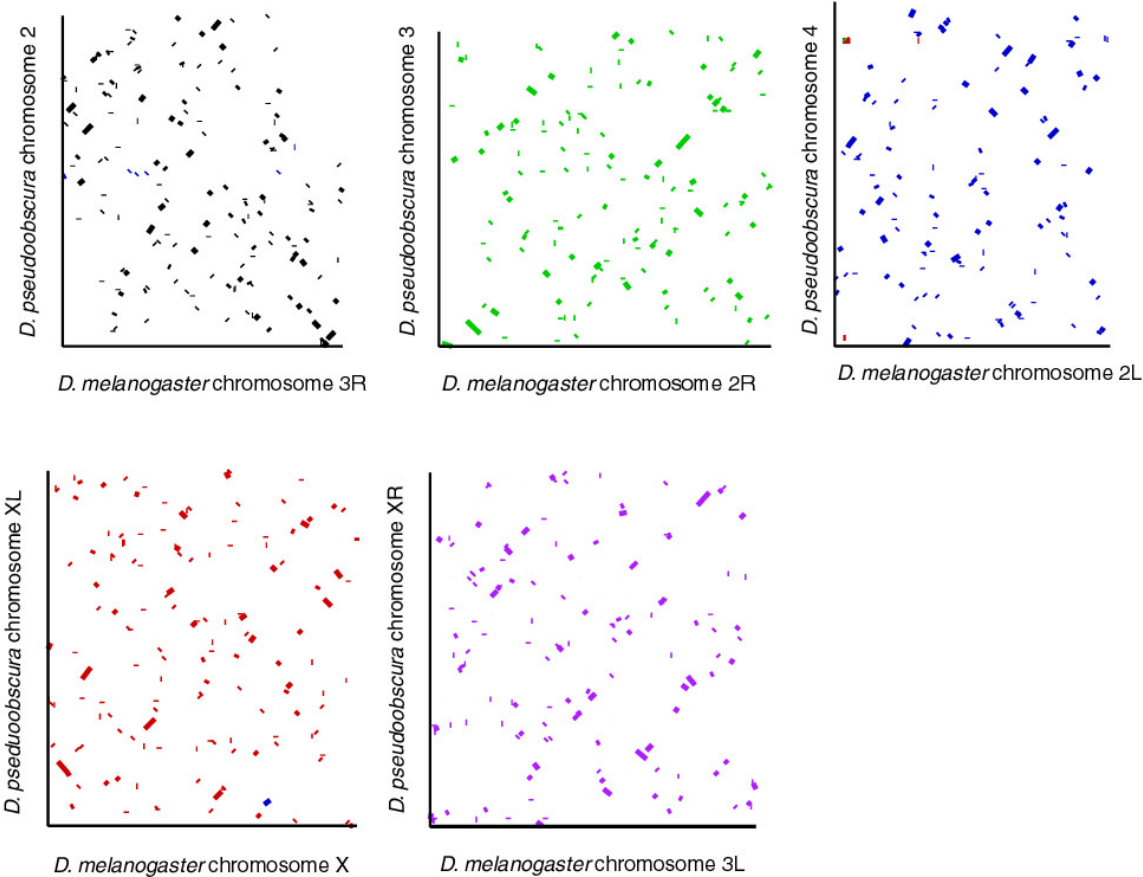 D. pseudoobscura chromosome 2
D. melanogaster chromosome 3R
D. pseudoobscura chromosome 3
D. melanogaster chromosome 2R
D. pseudoobscura chromosome 4
D. melanogaster chromosome 2L
D. pseduoobscura chromosome XL
D. melanogaster chromosome X
D. pseudoobscura chromosome XR
D. melanogaster chromosome 3L